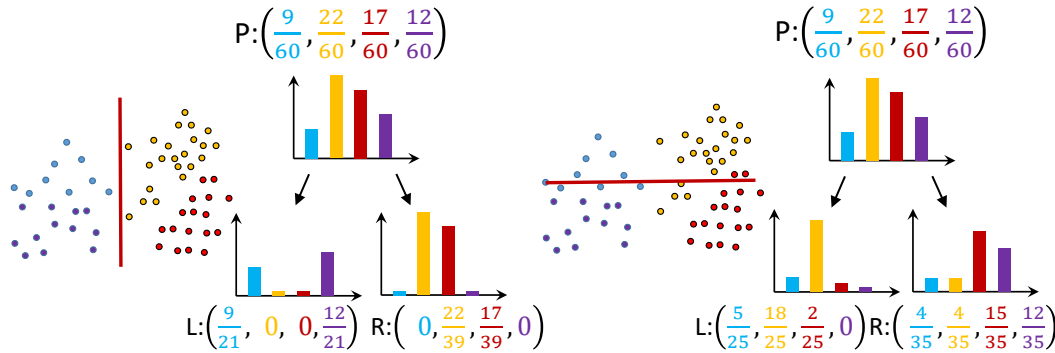 P:(9/60, 22/60, 17/60, 12/60)
P:(9/60, 22/60, 17/60, 12/60)
L:(9/21, 0, 0, 12/21)
R:(0, 22/39, 17/39, 0)
L:(5/25, 18/25, 2/25, 0)
R:(4/35, 4/35, 15/35, 12/35)